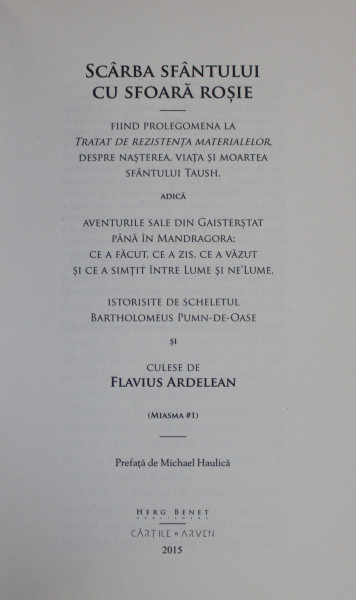 SCÂRBA SFÂNTULUI
CU SFOARĂ ROȘIE
FIIND PROLEGOMENA LA
TRATAT DE REZISTENȚA MATERIALELOR,
DESPRE NAȘTEREA, VIAȚA ȘI MOARTEA
SFÂNTULUI TAUSH,
ADICĂ
AVENTURILE SALE DIN GAISTERȘTAT
PÂNĂ ÎN MANDRAGORA;
CE A FĂCUT, CE A ZIS, CE A VĂZUT
ȘI CE A SIMȚIT ÎNTRE LUME ȘI NE'LUME,
ISTORISITE DE SCHELETUL
BARTHOLOMEUS PUMN-DE-OASE
ȘI
CULESE DE
FLAVIUS ARDELEAN
(MIASMA #1)
Prefață de Michael Haulică
HERG BENET
PUBLISHERS
CĂRȚILE ARVEN
2015